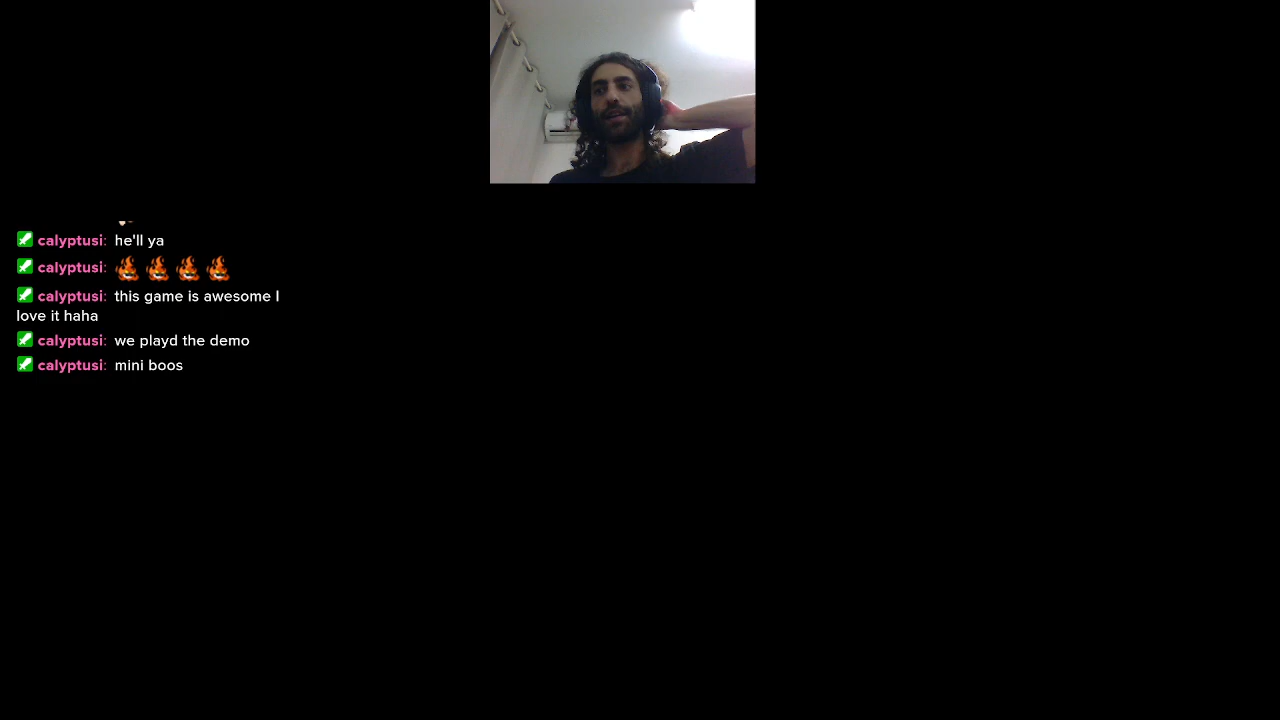 calyptusi: he'll ya
calyptusi:
calyptusi: this game is awesome I
love it haha
calyptusi: we playd the demo
calyptusi: mini boos